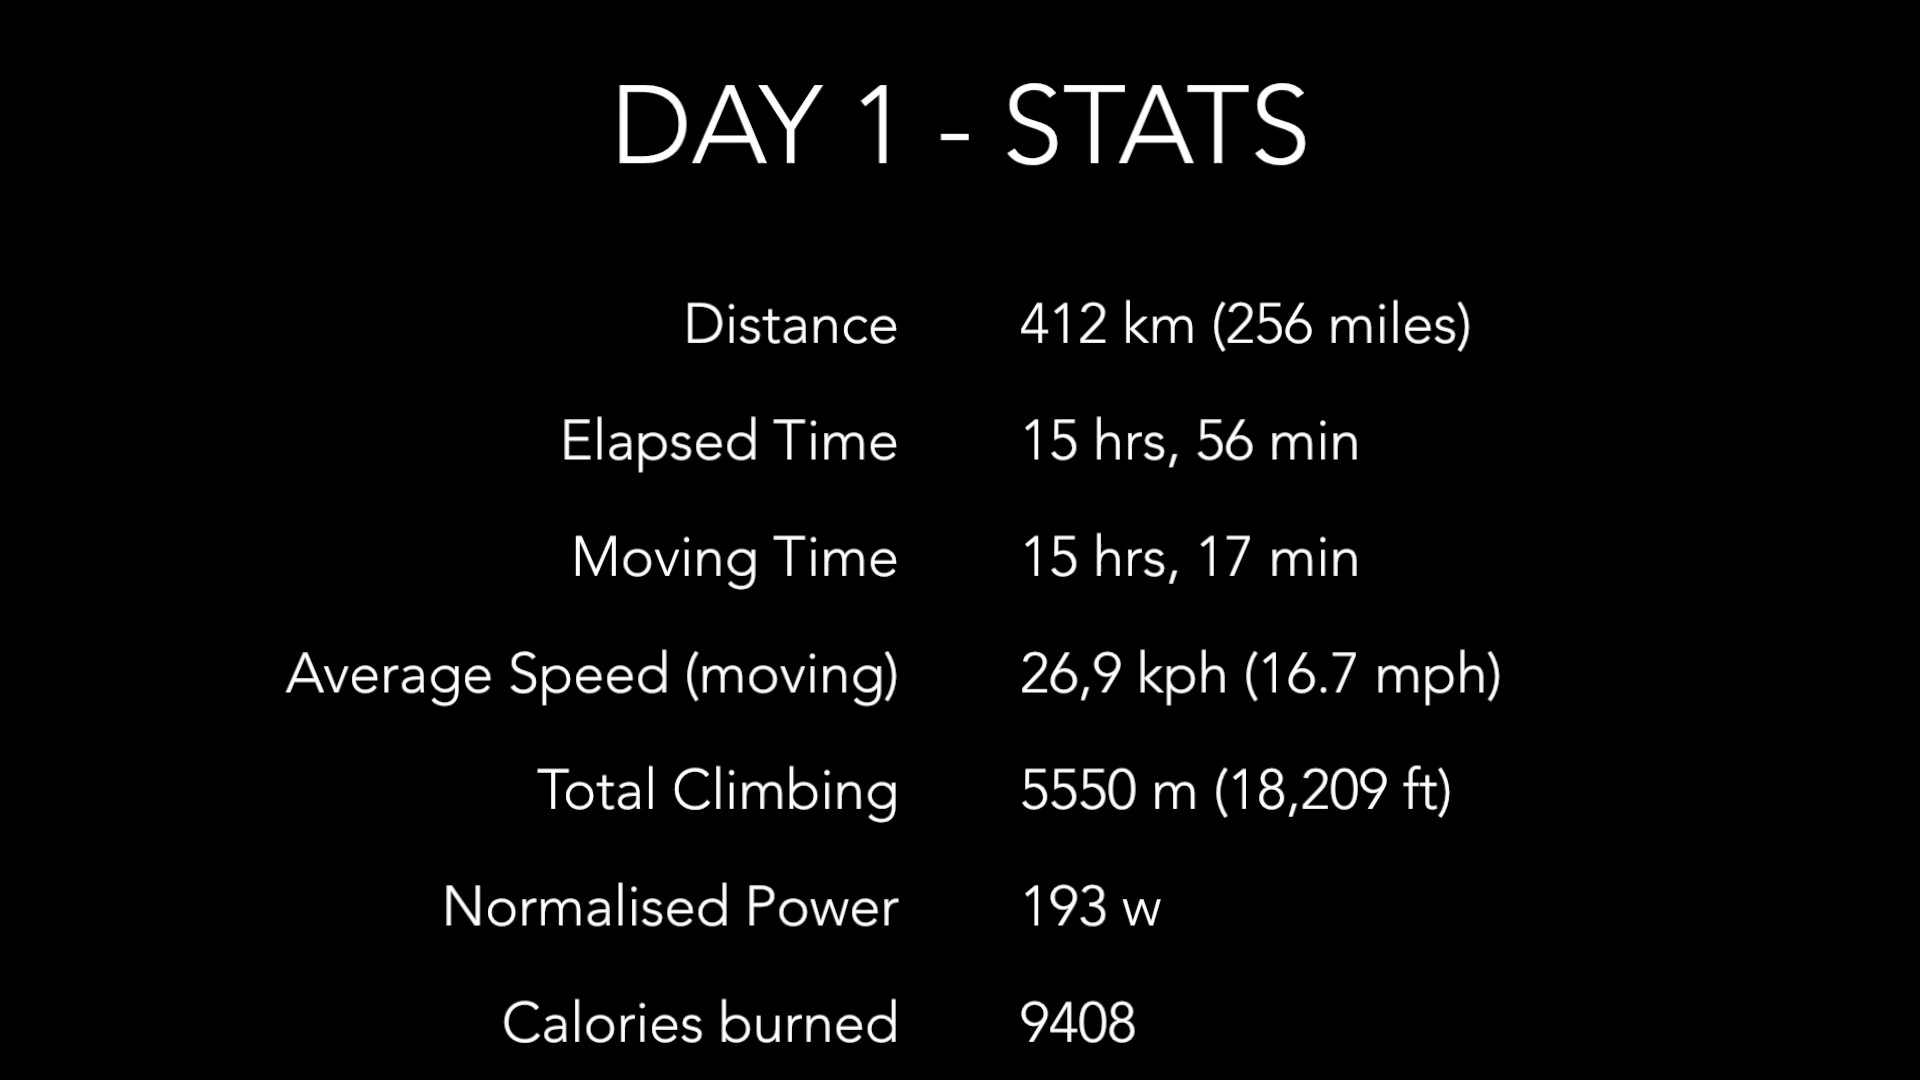 DAY 1 - STATS
Distance 412 km (256 miles)
Elapsed Time 15 hrs, 56 min
Moving Time 15 hrs, 17 min
Average Speed (moving) 26,9 kph (16.7 mph)
Total Climbing 5550 m (18,209 ft)
Normalised Power 193 w
Calories burned 9408